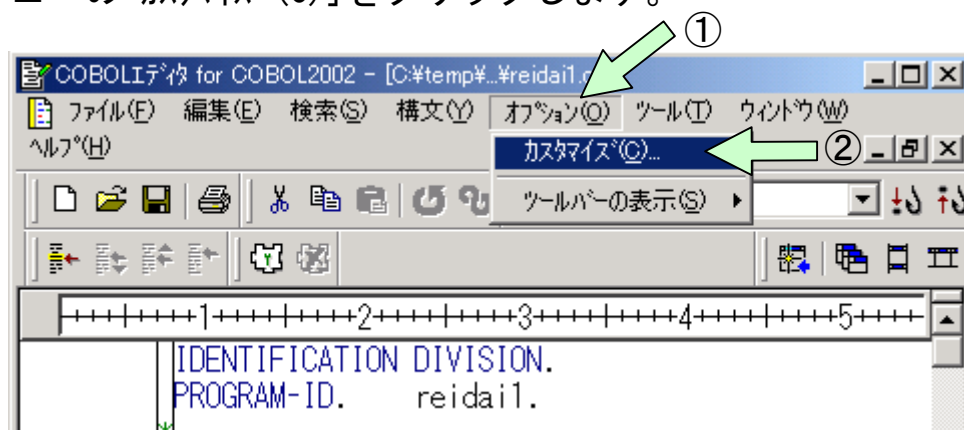 の カスタマイズ(C)]をクリックします。
①
COBOLエディタ for COBOL2002 - [C:¥temp¥...¥reidai1.c
ファイル(F) 編集(E) 検索(S) 構文(Y) オプション(O) ツール(T) ウィンドウ(W)
ヘルプ(H)
カスタマイズ(C)...
②
ツールバーの表示(S)
1 2 3 4 5
IDENTIFICATION DIVISION.
PROGRAM-ID. reidai1.
*